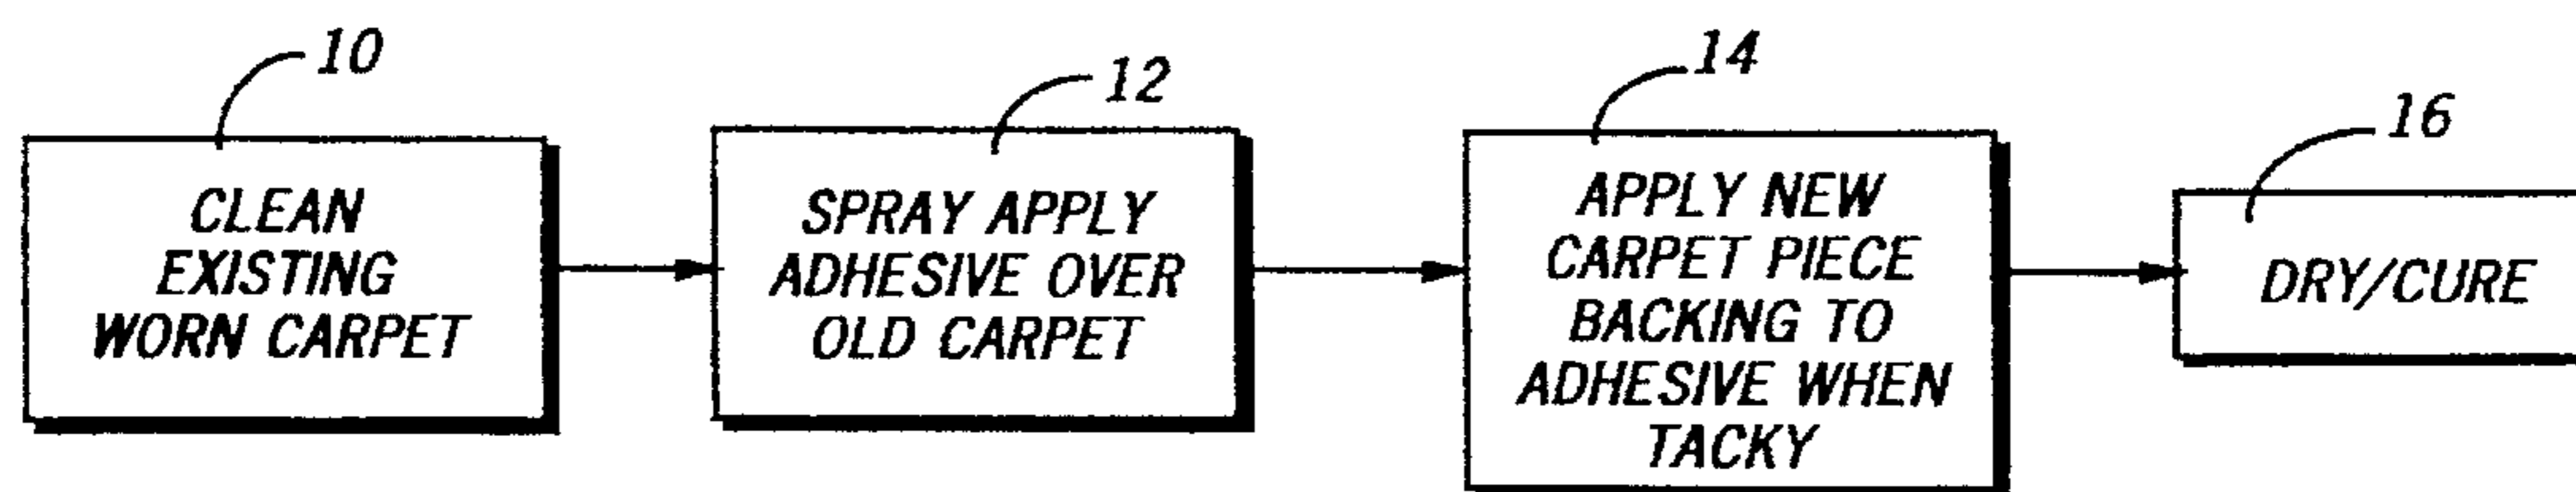 10
CLEAN
EXISTING
WORN CARPET
12
SPRAY APPLY
ADHESIVE OVER
OLD CARPET
14
APPLY NEW
CARPET PIECE
BACKING TO
ADHESIVE WHEN
TACKY
16
DRY/CURE